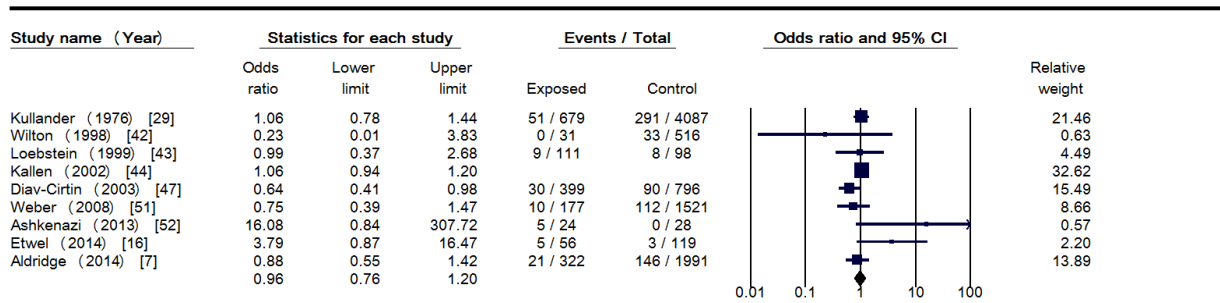 Study name (Year) Statistics for each study Events / Total Odds ratio and 95% CI
Odds Lower Upper Relative
ratio limit limit Exposed Control weight
Kullander (1976) [29] 1.06 0.78 1.44 51 / 679 291 / 4087 21.46
Wilton (1998) [42] 0.23 0.01 3.83 0 / 31 33 / 516 0.63
Loebstein (1999) [43] 0.99 0.37 2.68 9 / 111 8 / 98 4.49
Kallen (2002) [44] 1.06 0.94 1.20 32.62
Diav-Cirtin (2003) [47] 0.64 0.41 0.98 30 / 399 90 / 796 15.49
Weber (2008) [51] 0.75 0.39 1.47 10 / 177 112 / 1521 8.66
Ashkenazi (2013) [52] 16.08 0.84 307.72 5 / 24 0 / 28 0.57
Etwel (2014) [16] 3.79 0.87 16.47 5 / 56 3 / 119 2.20
Aldridge (2014) [7] 0.88 0.55 1.42 21 / 322 146 / 1991 13.89
0.96 0.76 1.20
0.01 0.1 1 10 100